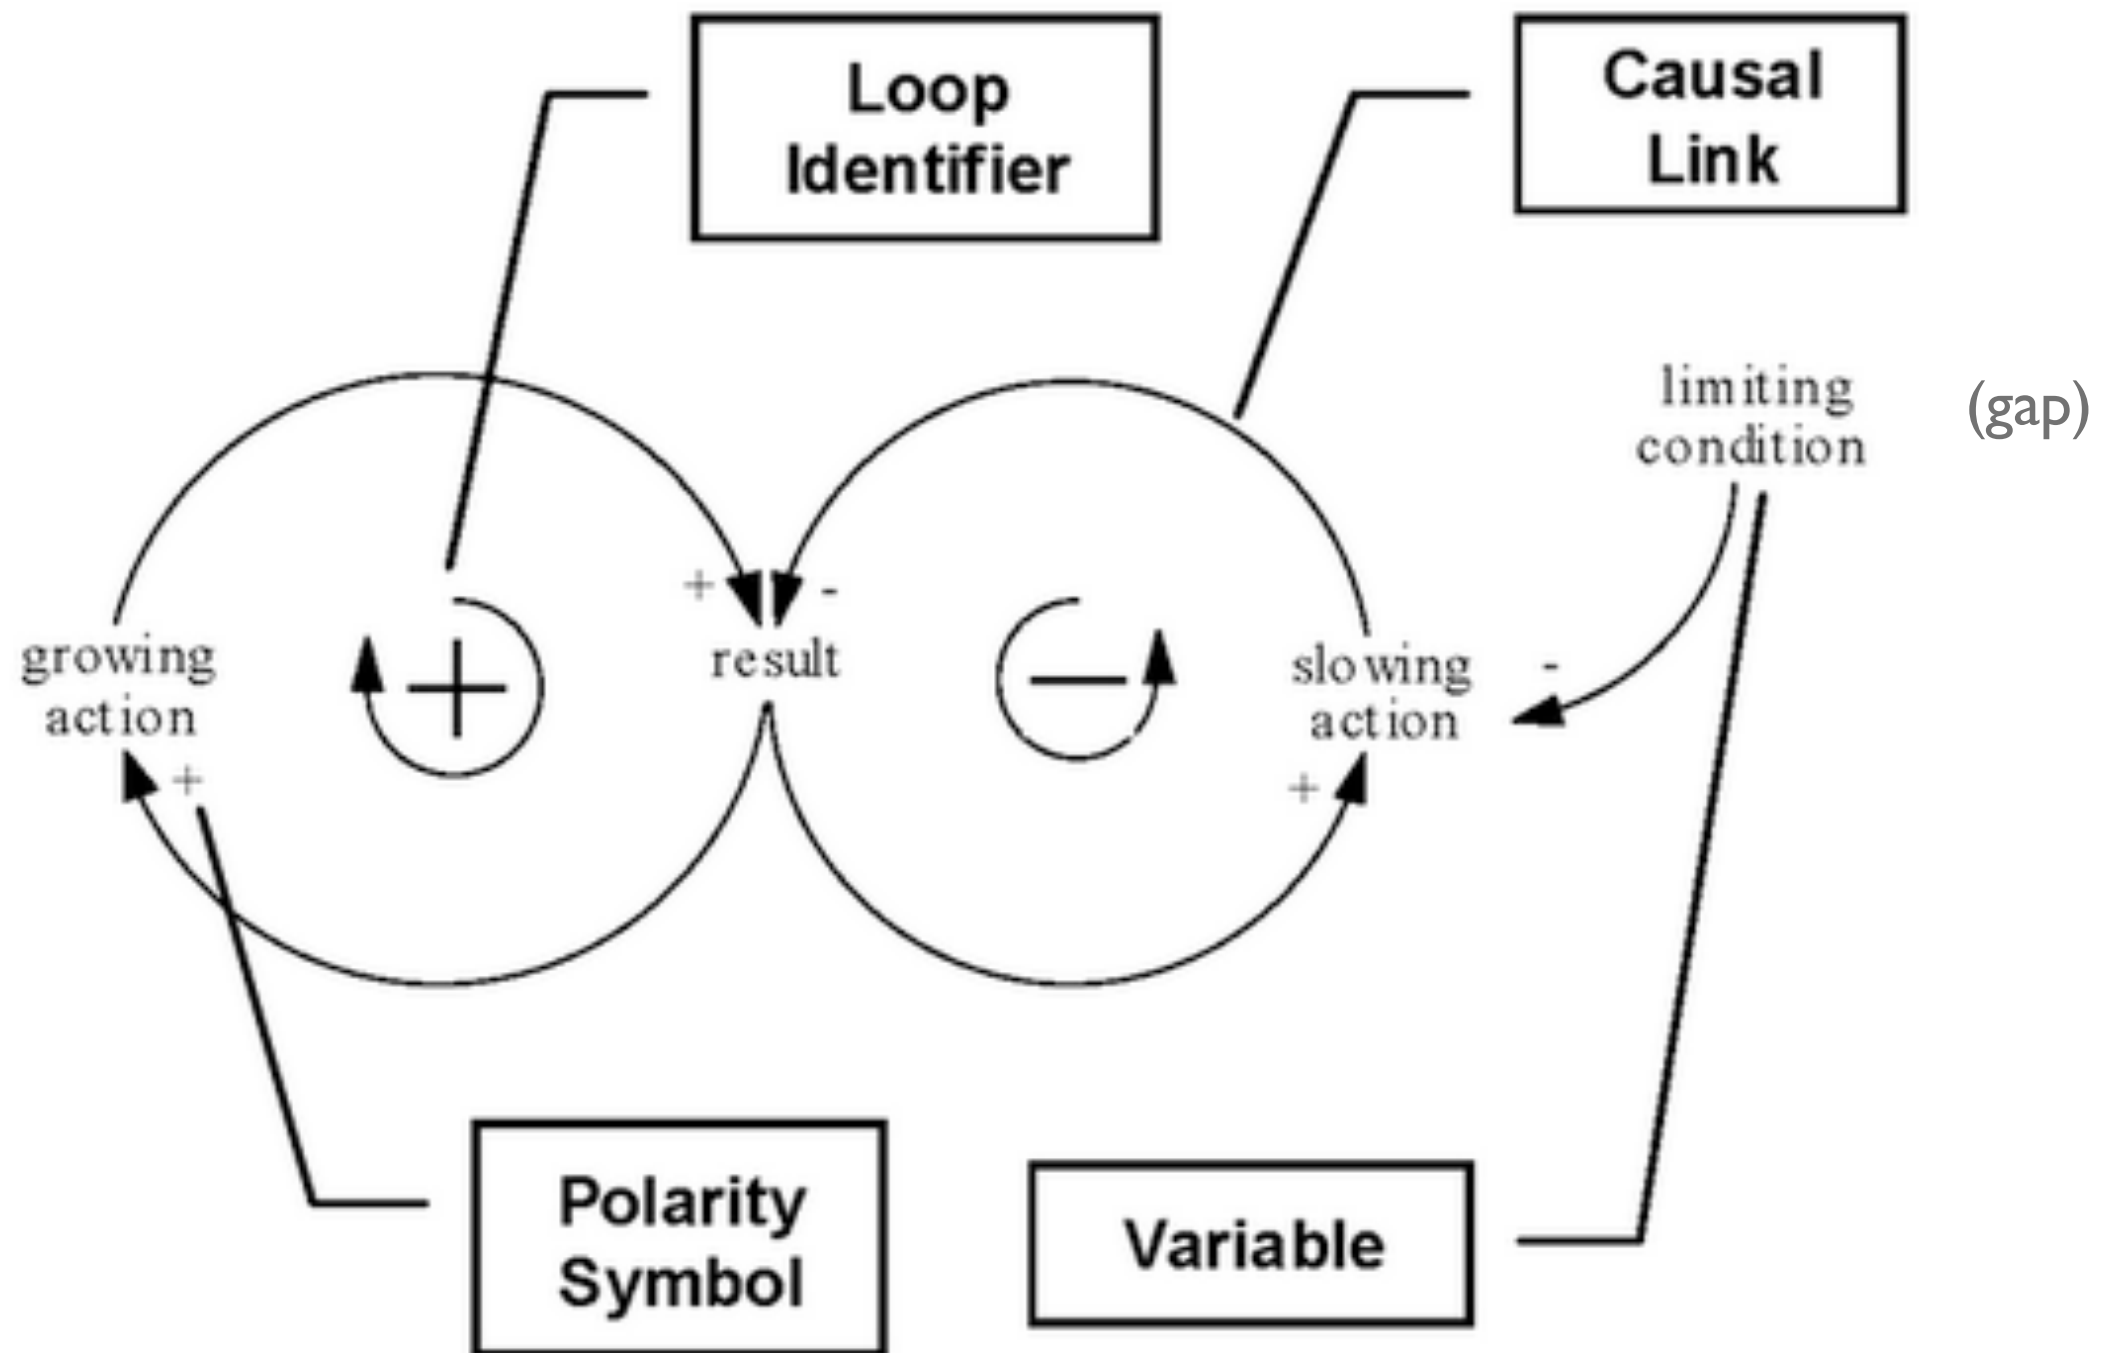 Loop
Identifier
Causal
Link
limiting
condition
(gap)
+
-
growing
action
+
result
-
slowing
action
-
+
+
Polarity
Symbol
Variable